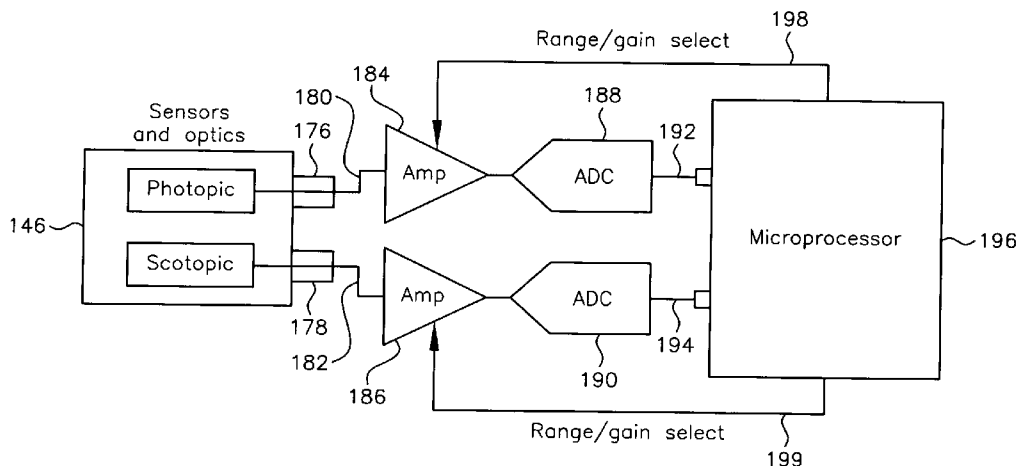 Range/gain select
198
184
188
Sensors
and optics
180
176
192
Amp
ADC
Photopic
146
Microprocessor
196
Scotopic
Amp
ADC
178
182
194
190
186
Range/gain select
199